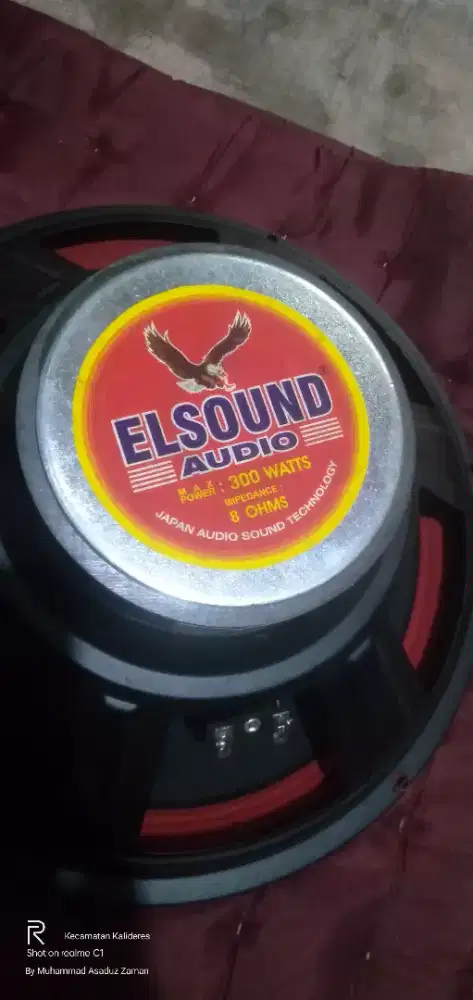 ELSOUND
AUDIO
MAX POWER : 300 WATTS
IMPEDANCE :
8 OHMS
JAPAN AUDIO SOUND TECHNOLOGY
R Kecamatan Kalideres
Shot on realme C1
By Muhammad Asaduz Zaman